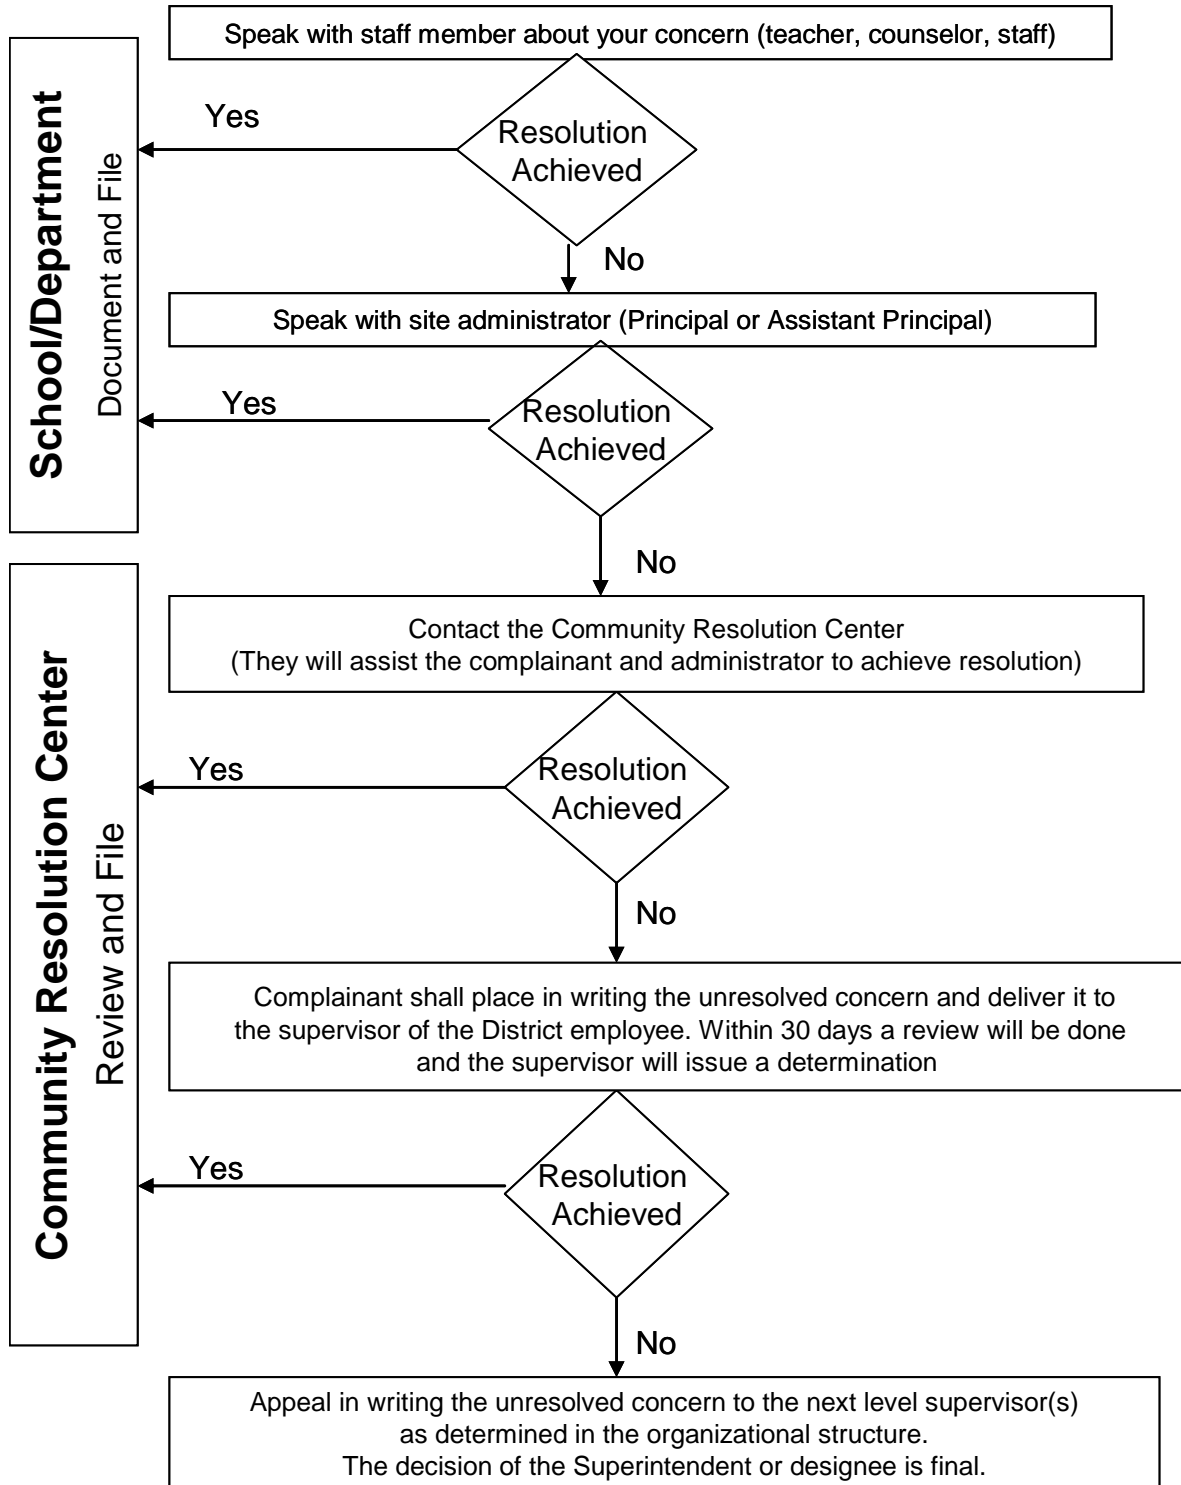 Speak with staff member about your concern (teacher, counselor, staff)
Yes
Resolution
Achieved
No
School/Department
Document and File
Speak with site administrator (Principal or Assistant Principal)
Yes
Resolution
Achieved
No
Community Resolution Center
Review and File
Contact the Community Resolution Center
(They will assist the complainant and administrator to achieve resolution)
Yes
Resolution
Achieved
No
Complainant shall place in writing the unresolved concern and deliver it to
the supervisor of the District employee. Within 30 days a review will be done
and the supervisor will issue a determination
Yes
Resolution
Achieved
No
Appeal in writing the unresolved concern to the next level supervisor(s)
as determined in the organizational structure.
The decision of the Superintendent or designee is final.